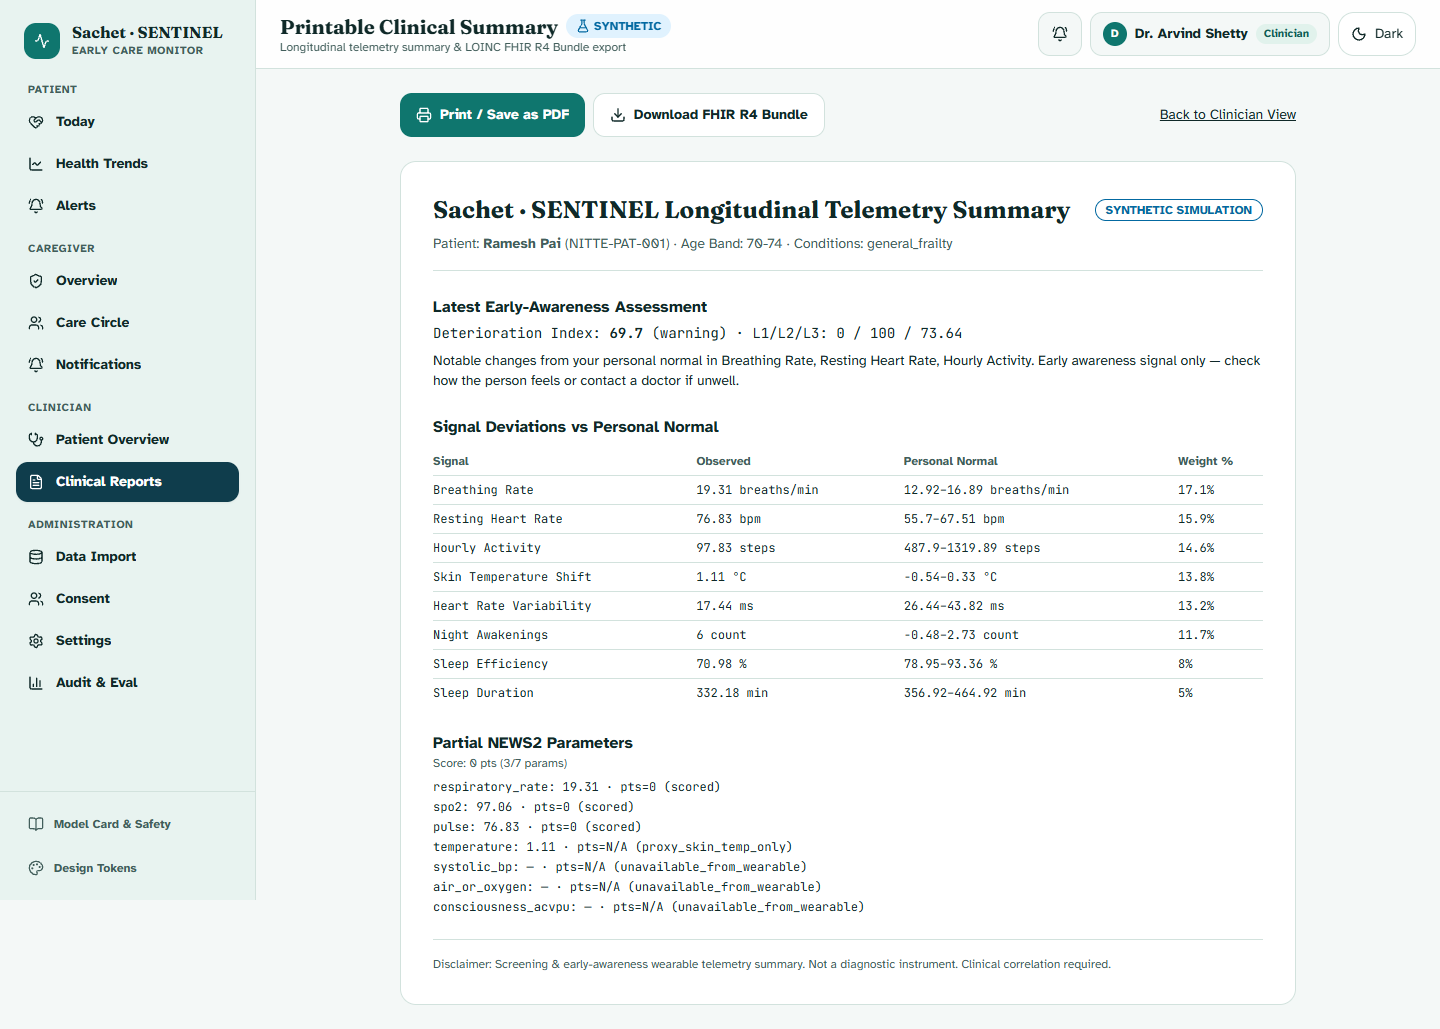 Sachet · SENTINEL
EARLY CARE MONITOR
PATIENT
Today
Health Trends
Alerts
CAREGIVER
Overview
Care Circle
Notifications
CLINICIAN
Patient Overview
Clinical Reports
ADMINISTRATION
Data Import
Consent
Settings
Audit & Eval
Model Card & Safety
Design Tokens
Printable Clinical Summary
SYNTHETIC
Longitudinal telemetry summary & LOINC FHIR R4 Bundle export
D
Dr. Arvind Shetty
Clinician
Dark
Print / Save as PDF
Download FHIR R4 Bundle
Back to Clinician View
Sachet · SENTINEL Longitudinal Telemetry Summary
SYNTHETIC SIMULATION
Patient: Ramesh Pai (NITTE-PAT-001) · Age Band: 70-74 · Conditions: general_frailty
Latest Early-Awareness Assessment
Deterioration Index: 69.7 (warning) · L1/L2/L3: 0 / 100 / 73.64
Notable changes from your personal normal in Breathing Rate, Resting Heart Rate, Hourly Activity. Early awareness signal only — check
how the person feels or contact a doctor if unwell.
Signal Deviations vs Personal Normal
Signal Observed Personal Normal Weight %
Breathing Rate 19.31 breaths/min 12.92–16.89 breaths/min 17.1%
Resting Heart Rate 76.83 bpm 55.7–67.51 bpm 15.9%
Hourly Activity 97.83 steps 487.9–1319.89 steps 14.6%
Skin Temperature Shift 1.11 °C -0.54–0.33 °C 13.8%
Heart Rate Variability 17.44 ms 26.44–43.82 ms 13.2%
Night Awakenings 6 count -0.48–2.73 count 11.7%
Sleep Efficiency 70.98 % 78.95–93.36 % 8%
Sleep Duration 332.18 min 356.92–464.92 min 5%
Partial NEWS2 Parameters
Score: 0 pts (3/7 params)
respiratory_rate: 19.31 · pts=0 (scored)
spo2: 97.06 · pts=0 (scored)
pulse: 76.83 · pts=0 (scored)
temperature: 1.11 · pts=N/A (proxy_skin_temp_only)
systolic_bp: — · pts=N/A (unavailable_from_wearable)
air_or_oxygen: — · pts=N/A (unavailable_from_wearable)
consciousness_acvpu: — · pts=N/A (unavailable_from_wearable)
Disclaimer: Screening & early-awareness wearable telemetry summary. Not a diagnostic instrument. Clinical correlation required.